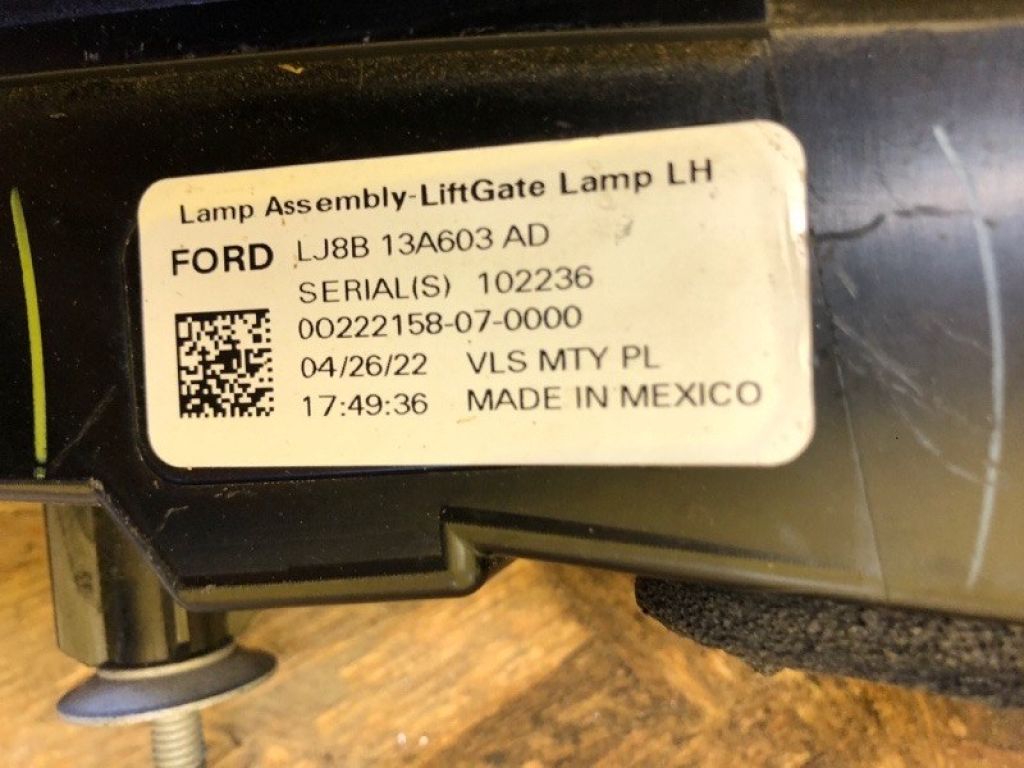 Lamp Assembly-LiftGate Lamp LH
FORD LJ8B 13A603 AD
SERIAL(S) 102236
00222158-07-0000
04/26/22 VLS MTY PL
17:49:36 MADE IN MEXICO